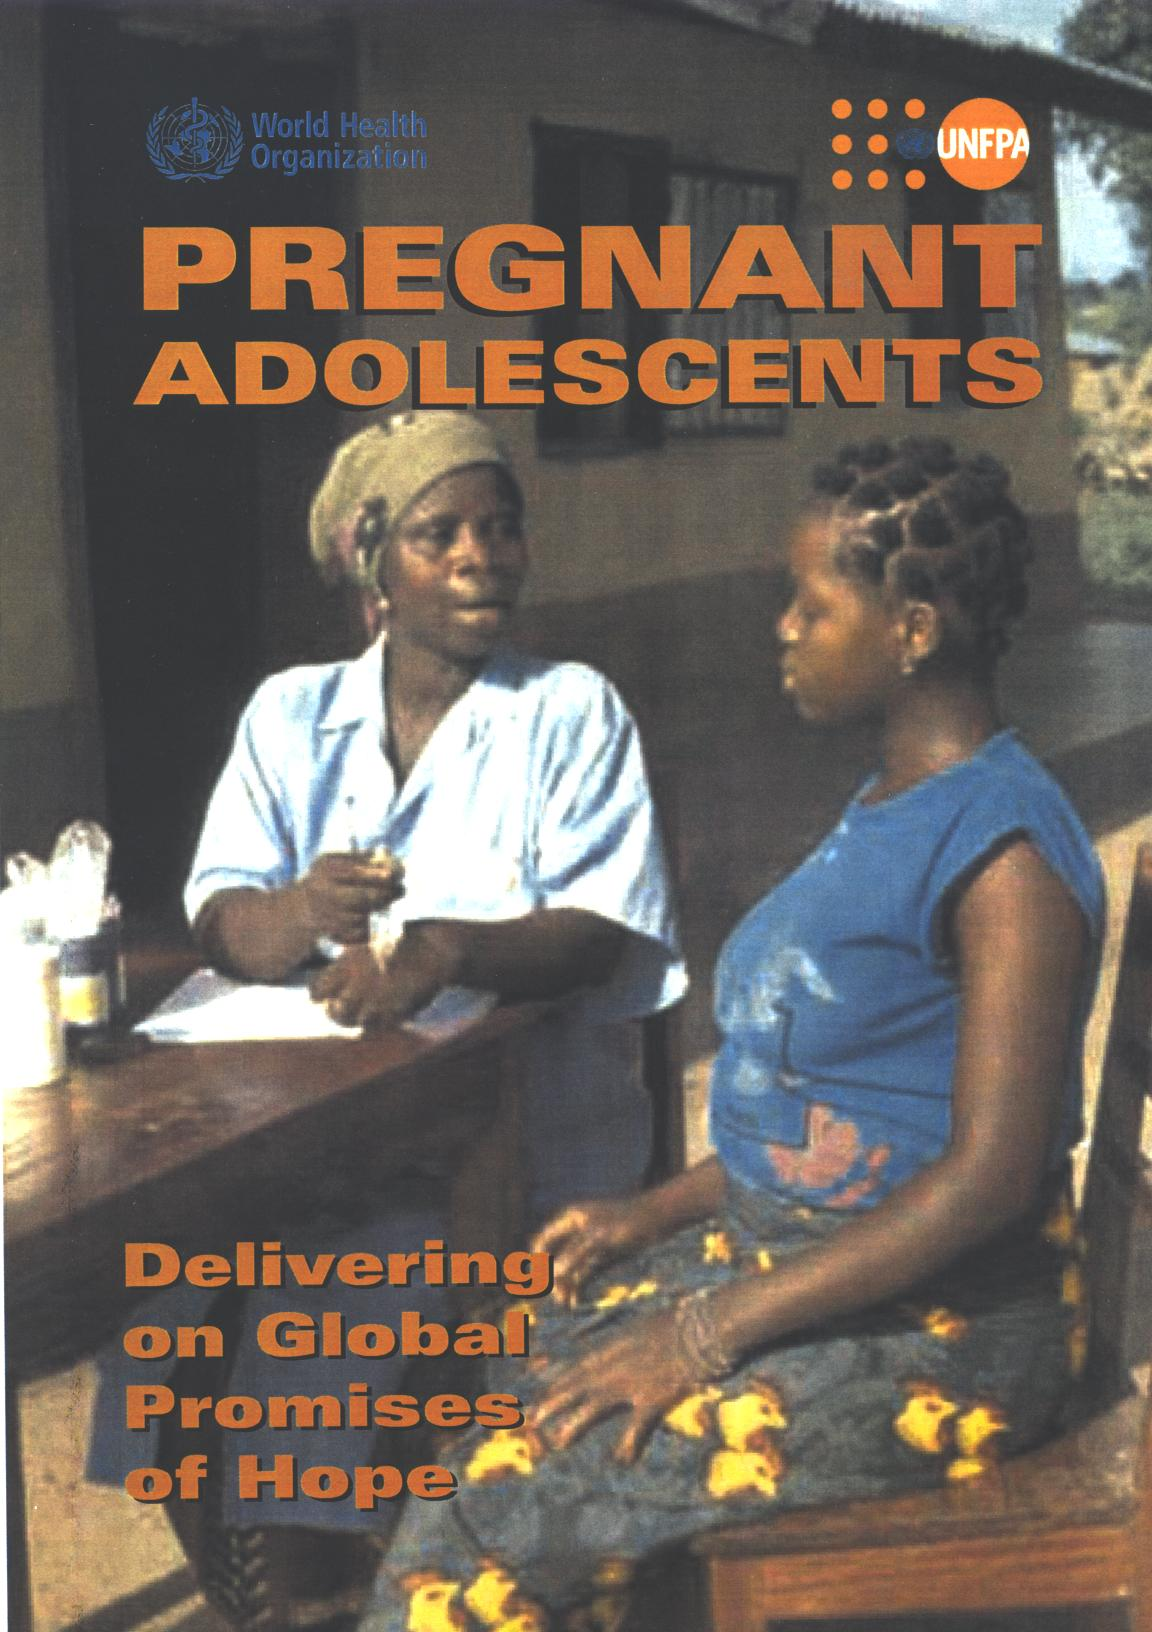 World Health
Organization
UNFPA
PREGNANT
ADOLESCENTS
Delivering
on Global
Promises
of Hope